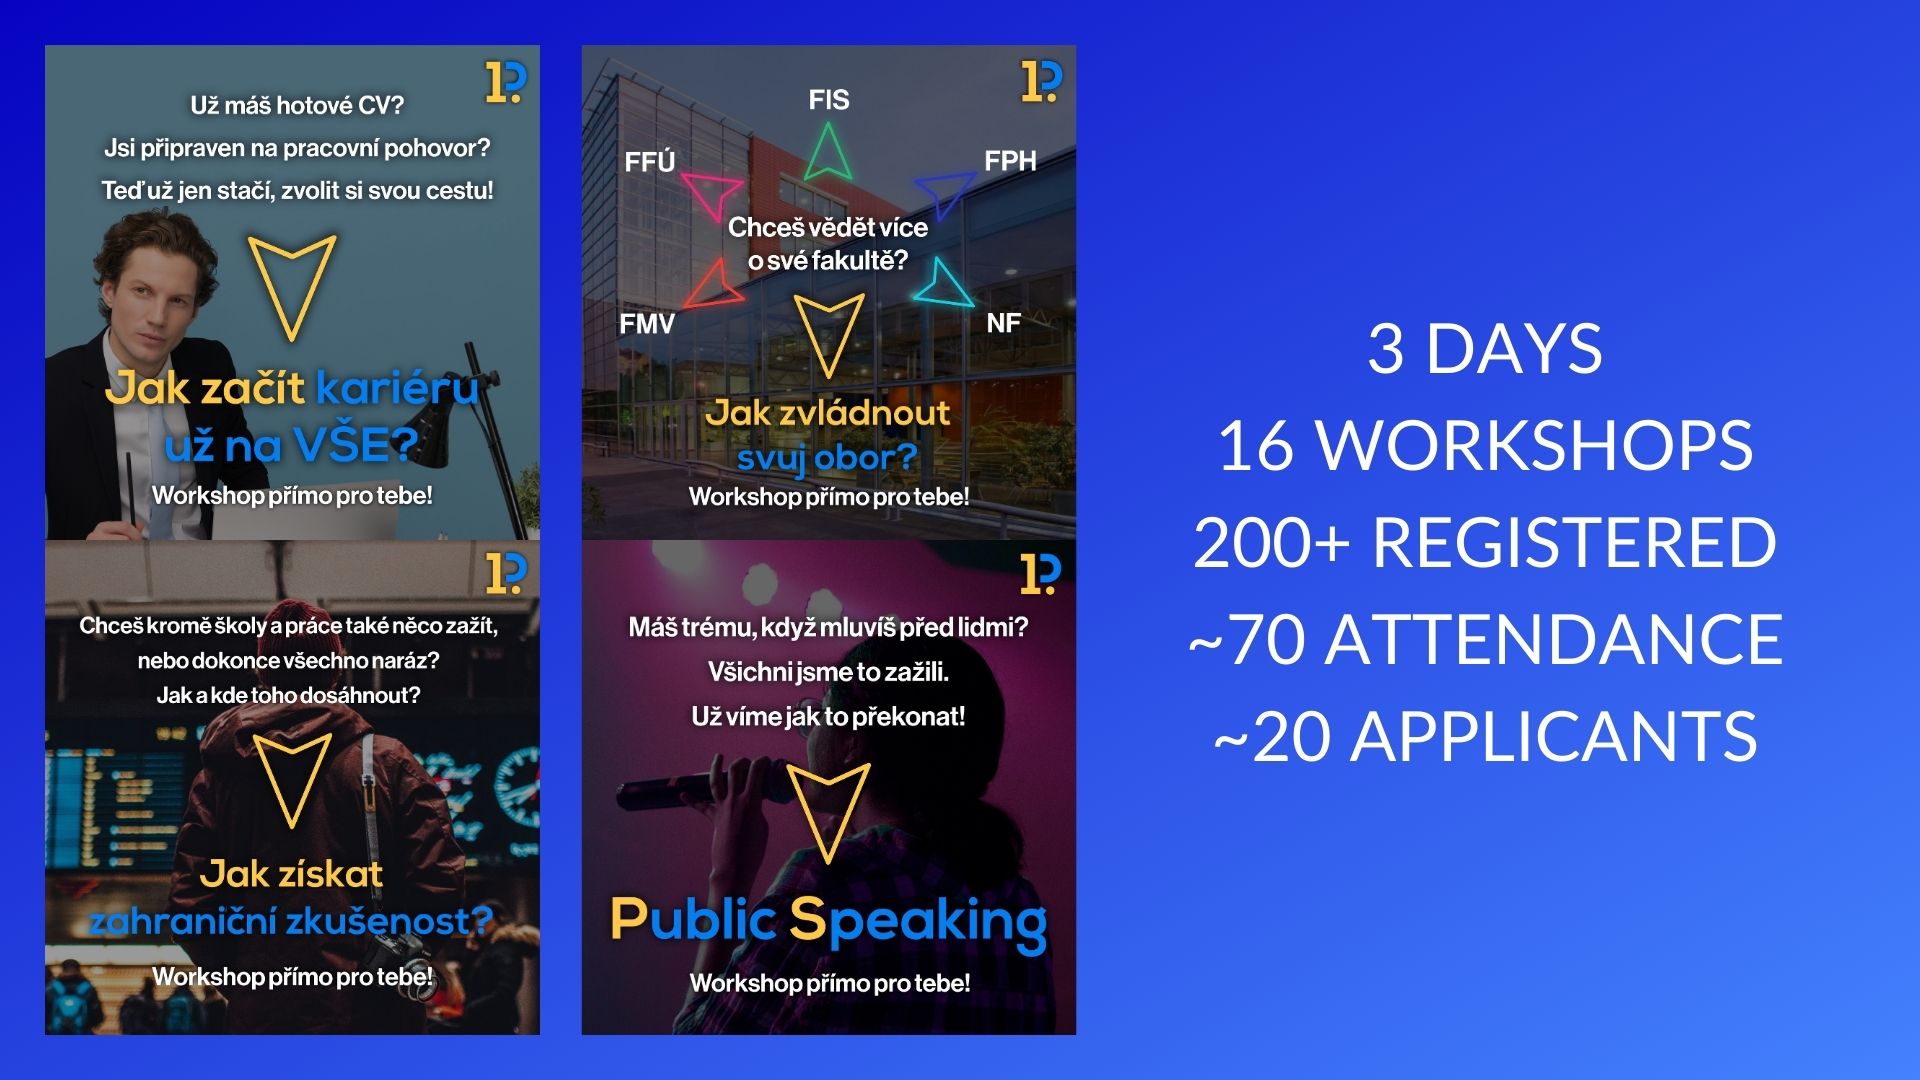 1P.
Už máš hotové CV?
Jsi připraven na pracovní pohovor?
Teď už jen stačí, zvolit si svou cestu!
Jak začít kariéru
už na VŠE?
Workshop přímo pro tebe!
1P.
FIS
FFÚ
FPH
Chceš vědět více
o své fakultě?
FMV
NF
Jak zvládnout
svuj obor?
Workshop přímo pro tebe!
1P.
Chceš kromě školy a práce také něco zažít,
nebo dokonce všechno naráz?
Jak a kde toho dosáhnout?
Jak získat
zahraniční zkušenost?
Workshop přímo pro tebe!
1P.
Máš trému, když mluvíš před lidmi?
Všichni jsme to zažili.
Už víme jak to překonat!
Public Speaking
Workshop přímo pro tebe!
3 DAYS
16 WORKSHOPS
200+ REGISTERED
~70 ATTENDANCE
~20 APPLICANTS